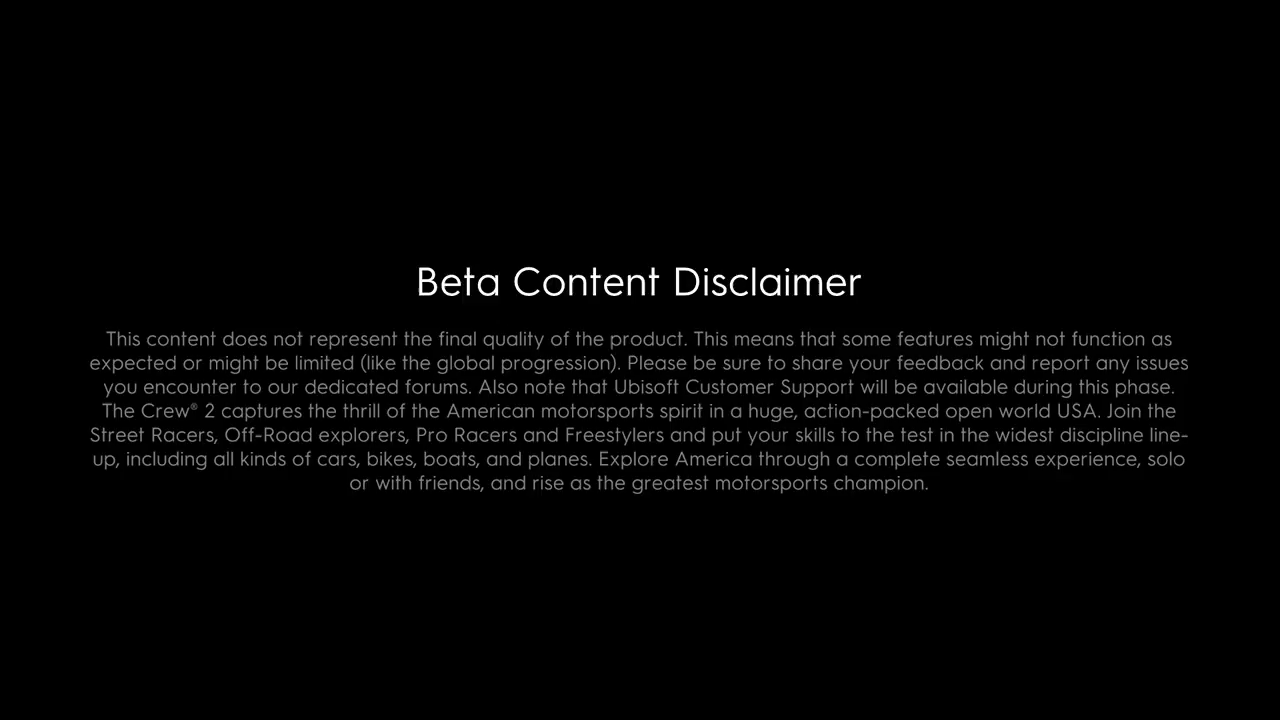 Beta Content Disclaimer
This content does not represent the final quality of the product. This means that some features might not function as
expected or might be limited (like the global progression). Please be sure to share your feedback and report any issues
you encounter to our dedicated forums. Also note that Ubisoft Customer Support will be available during this phase.
The Crew® 2 captures the thrill of the American motorsports spirit in a huge, action-packed open world USA. Join the
Street Racers, Off-Road explorers, Pro Racers and Freestylers and put your skills to the test in the widest discipline line-
up, including all kinds of cars, bikes, boats, and planes. Explore America through a complete seamless experience, solo
or with friends, and rise as the greatest motorsports champion.